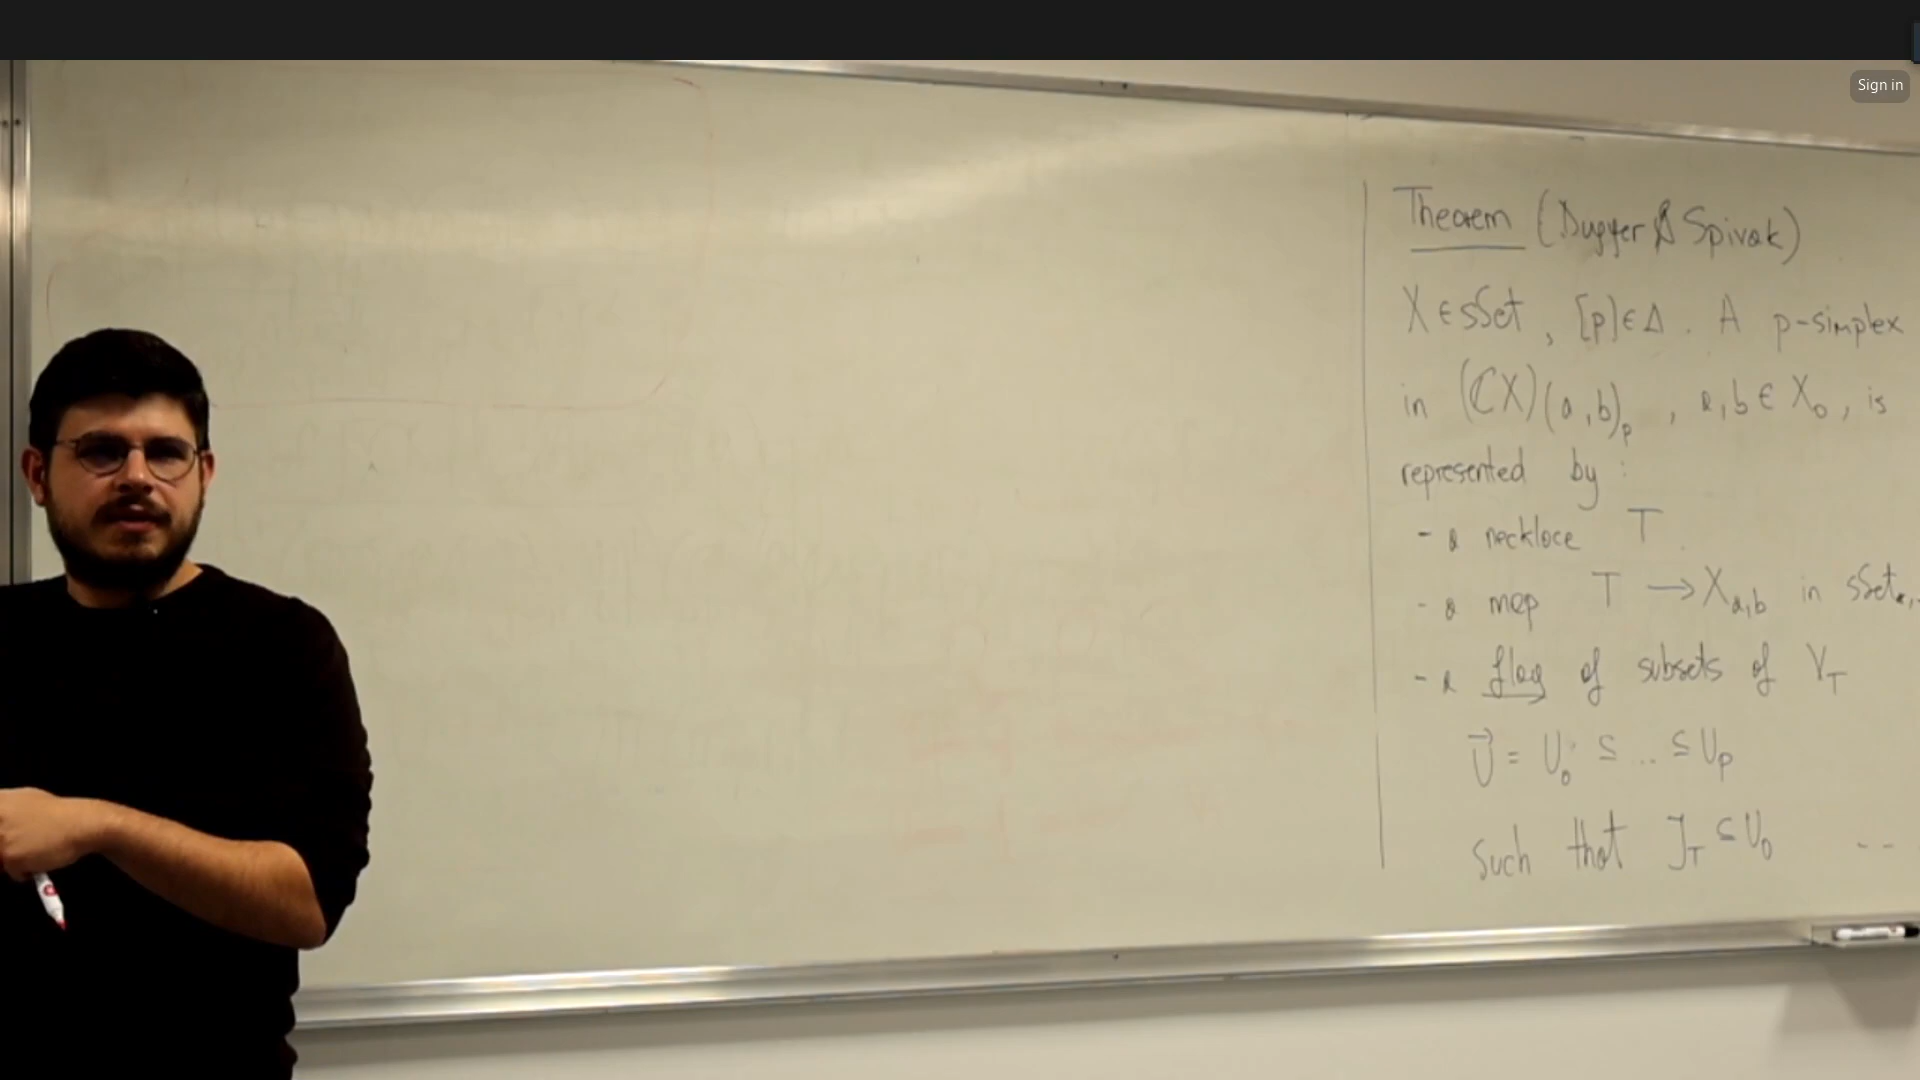 Sign in
Theorem (Dugger & Spivak)
X ∈ sSet, [p] ∈ Δ. A p-simplex
in (ℂX)(a,b)_p, a,b ∈ X_0, is
represented by:
- a necklace T
- a map T → X_{a,b} in sSet_{*,
- a flag of subsets of V_T
U⃗ = U_0 ⊆ ... ⊆ U_p
such that J_T ⊆ U_0 --